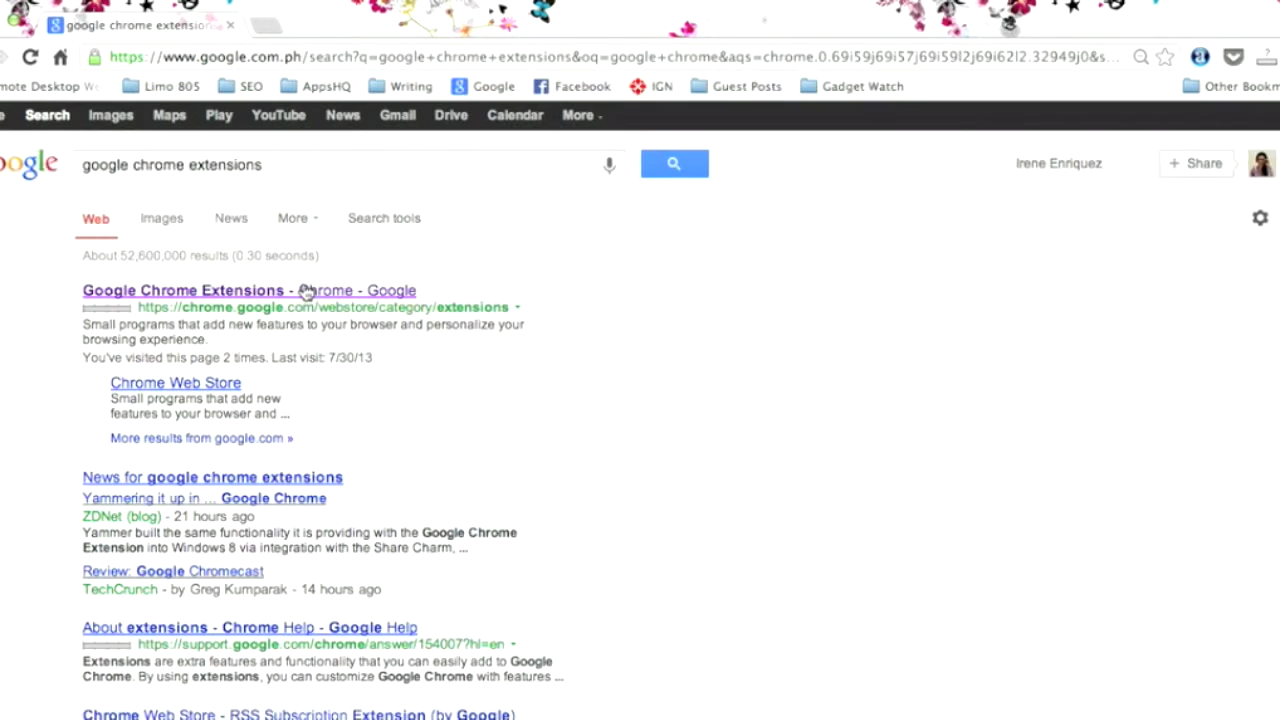 google chrome extension
https://www.google.com.ph/search?q=google+chrome+extensions&oq=google+chrome&aqs=chrome.0.69i59j69i57j69i59l2j69i62l2.32949j0&s...
mote Desktop We Limo 805 SEO AppsHQ Writing Google Facebook IGN Guest Posts Gadget Watch Other Bookm
e Search Images Maps Play YouTube News Gmail Drive Calendar More
oogle google chrome extensions Irene Enriquez + Share
Web Images News More Search tools
About 52,600,000 results (0.30 seconds)
Google Chrome Extensions - Chrome - Google
https://chrome.google.com/webstore/category/extensions
Small programs that add new features to your browser and personalize your
browsing experience.
You've visited this page 2 times. Last visit: 7/30/13
Chrome Web Store
Small programs that add new
features to your browser and ...
More results from google.com »
News for google chrome extensions
Yammering it up in ... Google Chrome
ZDNet (blog) - 21 hours ago
Yammer built the same functionality it is providing with the Google Chrome
Extension into Windows 8 via integration with the Share Charm, ...
Review: Google Chromecast
TechCrunch - by Greg Kumparak - 14 hours ago
About extensions - Chrome Help - Google Help
https://support.google.com/chrome/answer/154007?hl=en
Extensions are extra features and functionality that you can easily add to Google
Chrome. By using extensions, you can customize Google Chrome with features ...
Chrome Web Store - RSS Subscription Extension (by Google)